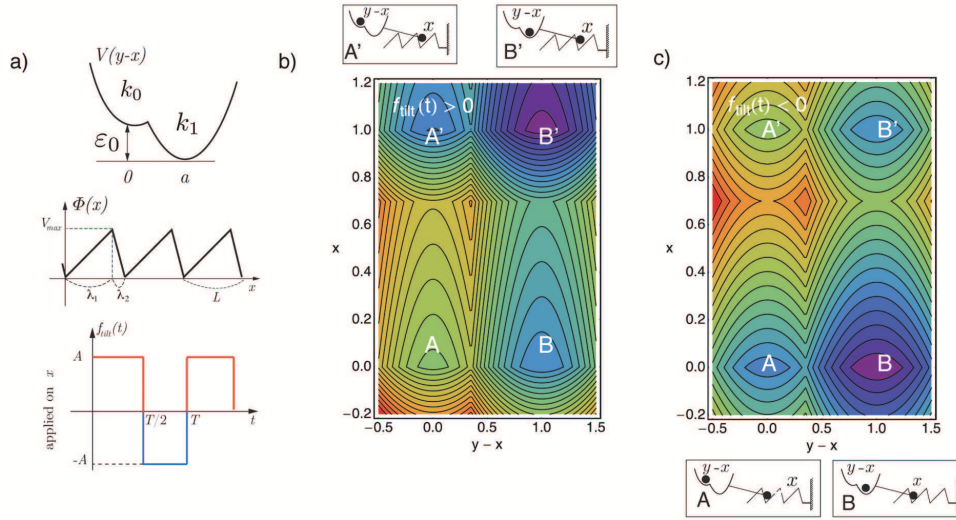 a)
V(y-x)
k₀
k₁
ε₀
0
a
Φ(x)
Vmax
x
λ₁
λ₂
L
f_tilt(t)
A
applied on x
T/2
T
t
-A
y-x
x
A'
y-x
x
B'
b)
f_tilt(t) > 0
A'
B'
A
B
1.2
1.0
0.8
0.6
0.4
0.2
0.0
−0.2
x
−0.5
0.0
0.5
1.0
1.5
y − x
c)
f_tilt(t) < 0
A'
B'
A
B
1.2
1.0
0.8
0.6
0.4
0.2
0.0
−0.2
x
−0.5
0.0
0.5
1.0
1.5
y − x
y-x
x
A
y-x
x
B